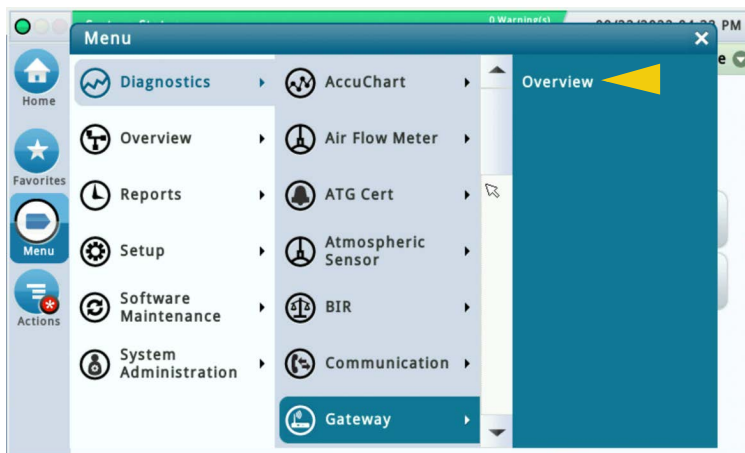 0 Warning(s)
PM
Menu
X
e
Home
Favorites
Menu
Actions
Diagnostics
Overview
Reports
Setup
Software
Maintenance
System
Administration
AccuChart
Air Flow Meter
ATG Cert
Atmospheric
Sensor
BIR
Communication
Gateway
Overview